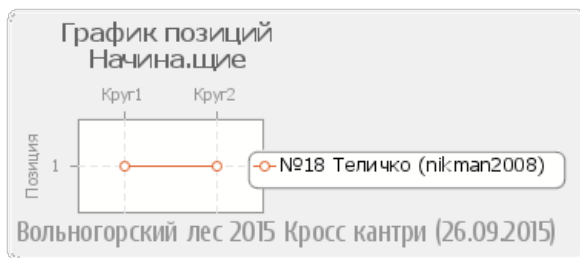 График позиций
Начина.щие
Круг1 Круг2
Позиция
1
№18 Теличко (nikman2008)
Вольногорский лес 2015 Кросс кантри (26.09.2015)